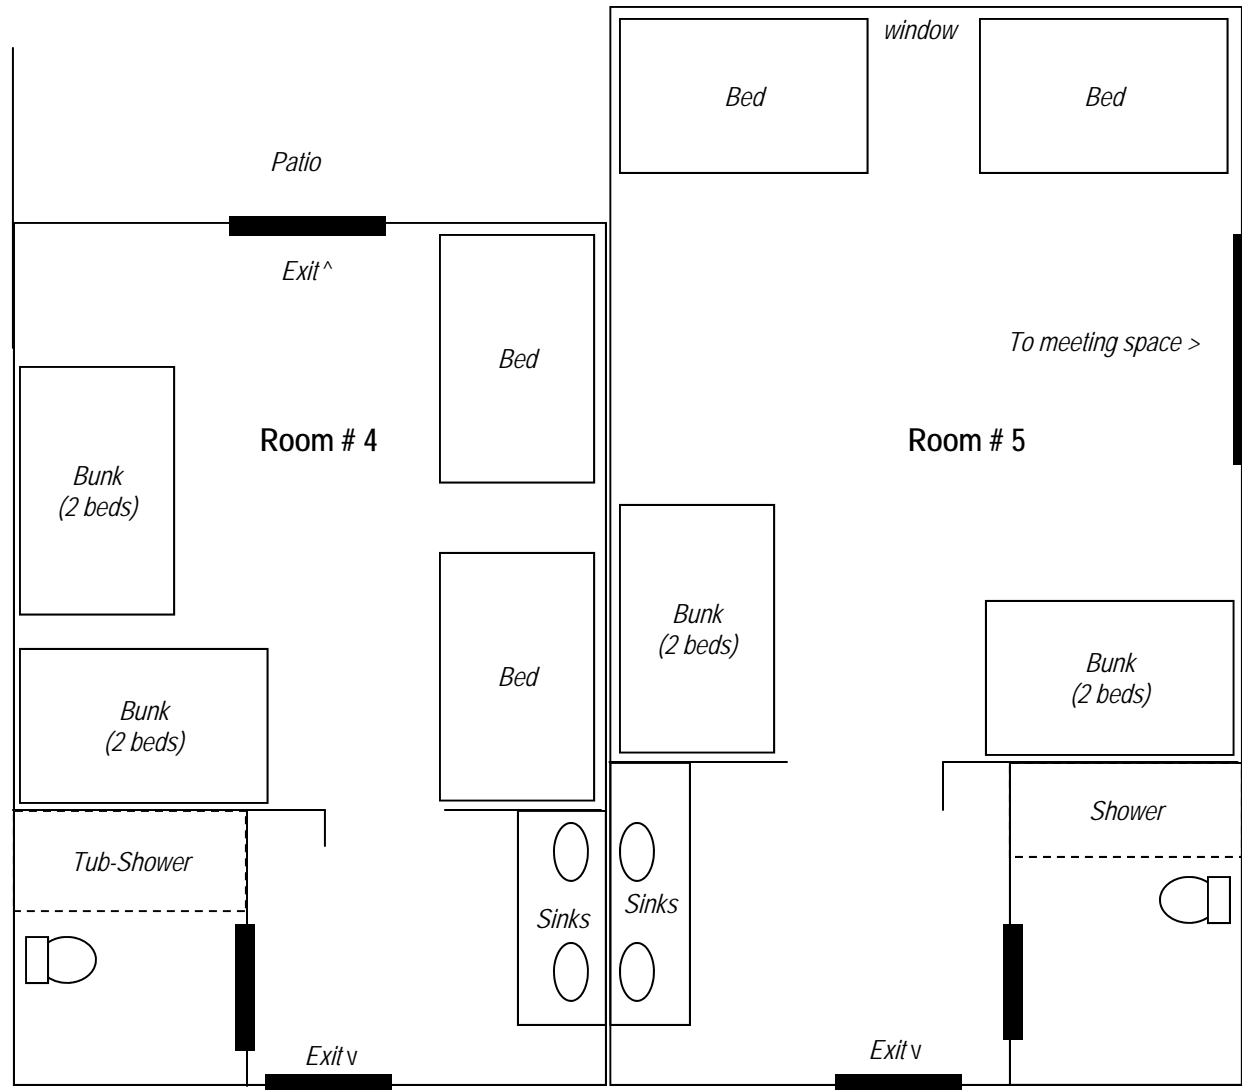 window
Bed
Bed
Patio
Exit ^
Bed
To meeting space >
Room # 4
Room # 5
Bunk
(2 beds)
Bunk
(2 beds)
Bed
Bunk
(2 beds)
Bunk
(2 beds)
Shower
Tub-Shower
Sinks
Sinks
Exit v
Exit v